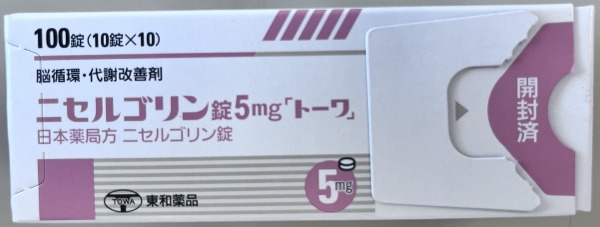 100錠(10錠×10)
脳循環・代謝改善剤
ニセルゴリン錠5mg「トーワ」
日本薬局方 ニセルゴリン錠
5mg
TOWA 東和薬品
開封済